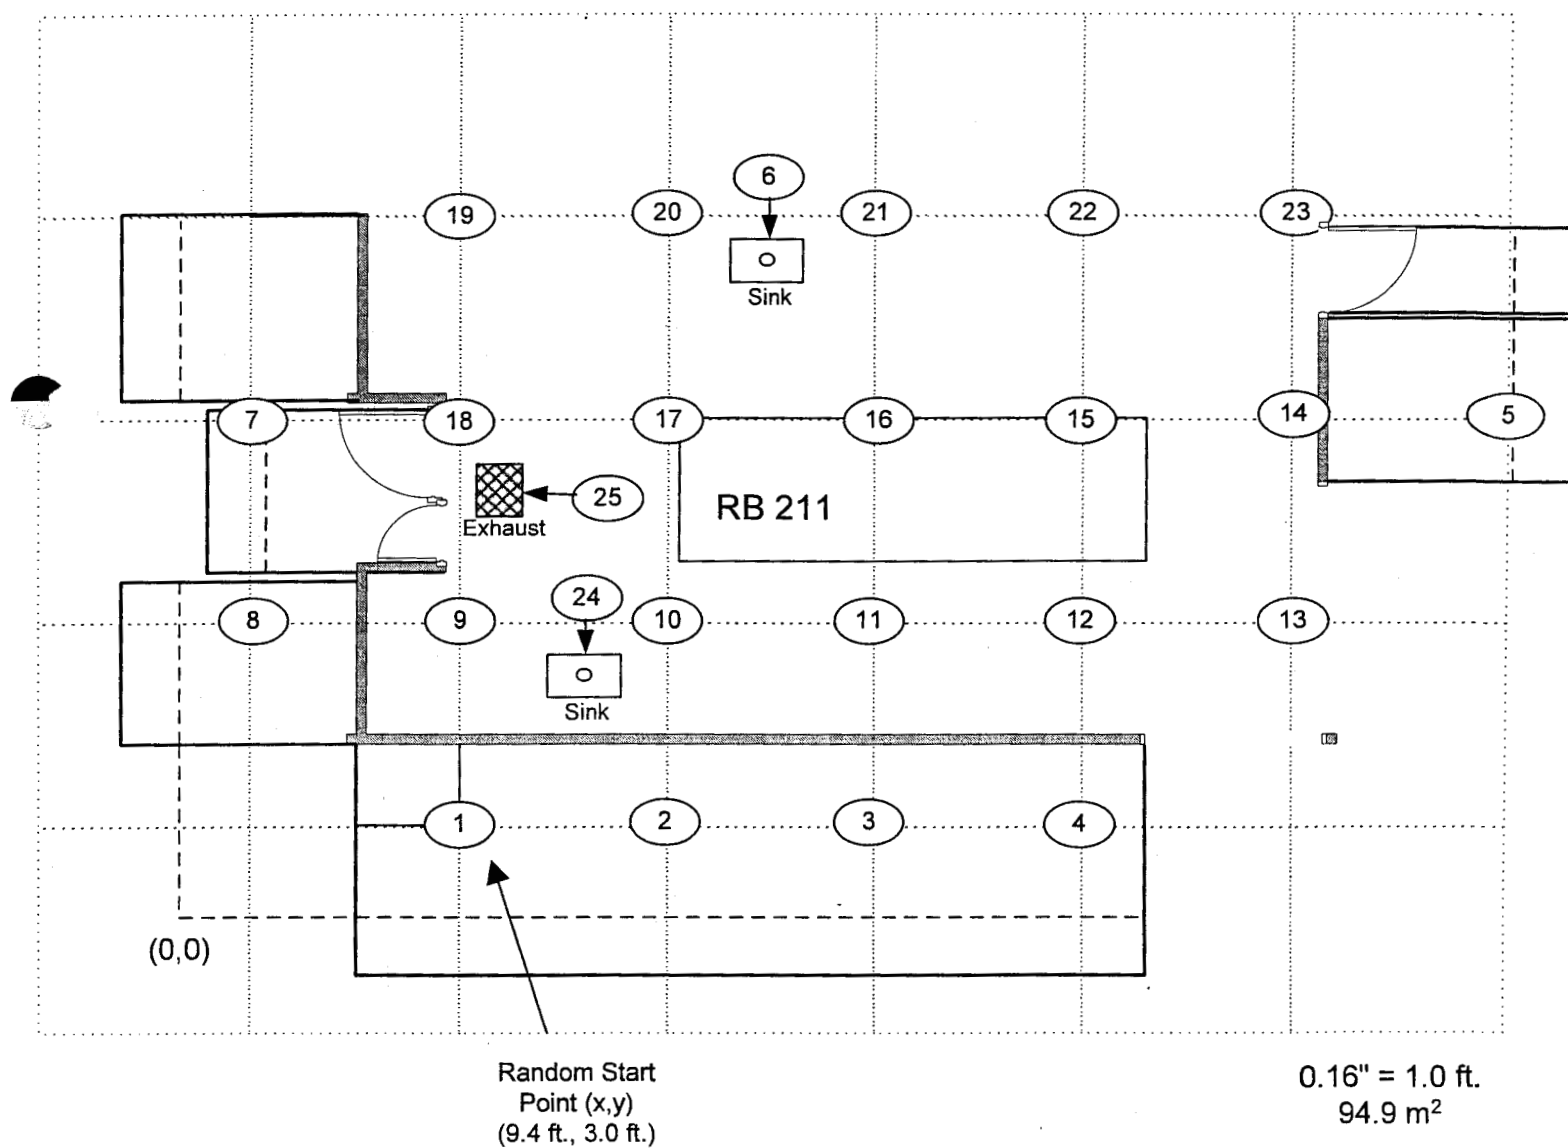 6
19
20
21
22
23
Sink
7
18
17
16
15
14
5
RB 211
25
Exhaust
24
8
9
10
11
12
13
Sink
1
2
3
4
(0,0)
Random Start
Point (x,y)
(9.4 ft., 3.0 ft.)
0.16" = 1.0 ft.
94.9 m²